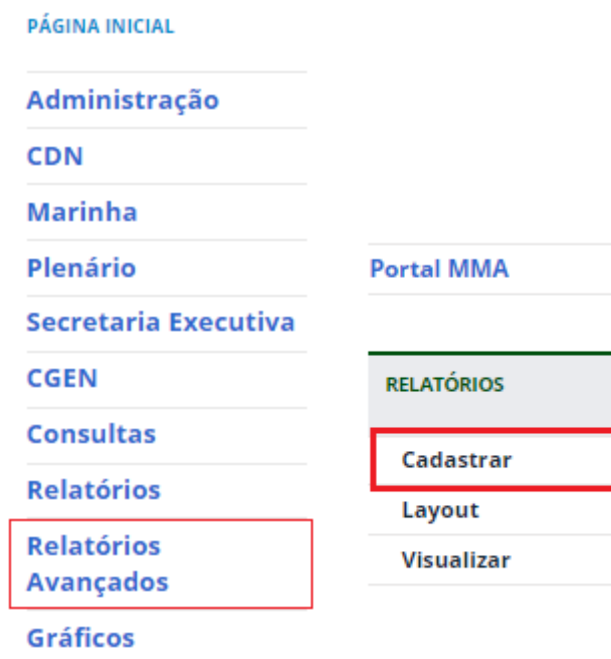 PÁGINA INICIAL
Administração
CDN
Marinha
Plenário
Secretaria Executiva
CGEN
Consultas
Relatórios
Relatórios
Avançados
Gráficos
Portal MMA
RELATÓRIOS
Cadastrar
Layout
Visualizar